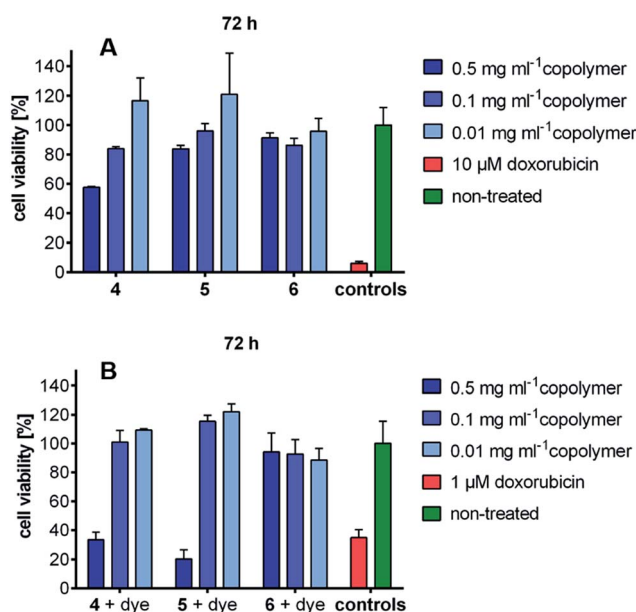 72 h
A
cell viability [%]
140
120
100
80
60
40
20
0
4 5 6 controls
0.5 mg ml⁻¹copolymer
0.1 mg ml⁻¹copolymer
0.01 mg ml⁻¹copolymer
10 µM doxorubicin
non-treated
72 h
B
cell viability [%]
140
120
100
80
60
40
20
0
4 + dye 5 + dye 6 + dye controls
0.5 mg ml⁻¹copolymer
0.1 mg ml⁻¹copolymer
0.01 mg ml⁻¹copolymer
1 µM doxorubicin
non-treated